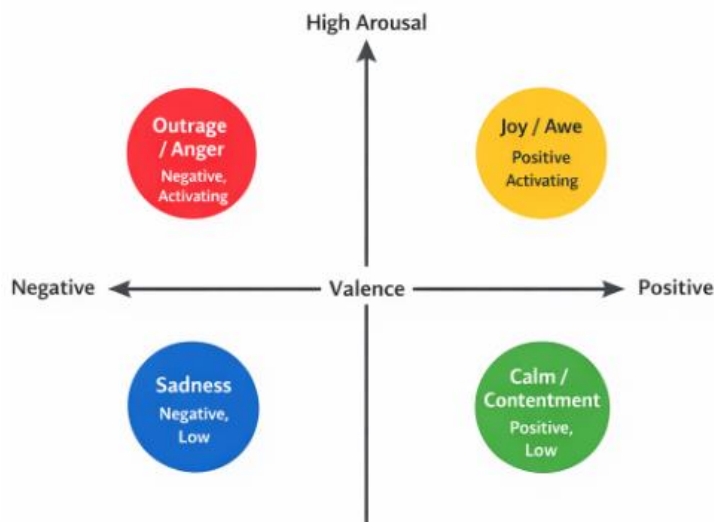 High Arousal
Outrage
/ Anger
Negative,
Activating
Joy / Awe
Positive
Activating
Negative
Valence
Positive
Sadness
Negative,
Low
Calm /
Contentment
Positive,
Low